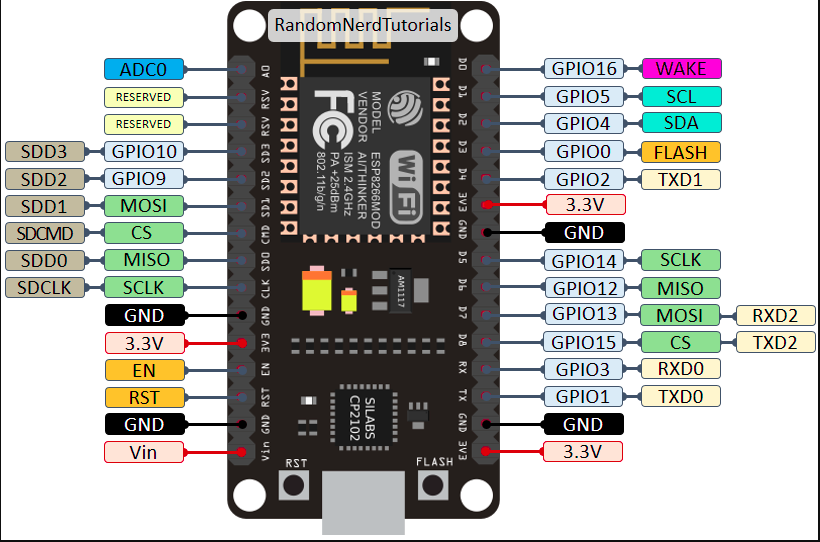 RandomNerdTutorials
ADC0 A0 D0 GPIO16 WAKE
RESERVED RSV D1 GPIO5 SCL
RESERVED RSV D2 GPIO4 SDA
SDD3 GPIO10 SD3 D3 GPIO0 FLASH
SDD2 GPIO9 SD2 D4 GPIO2 TXD1
SDD1 MOSI SD1 3V3 3.3V
SDCMD CS CMD GND GND
SDD0 MISO SDO D5 GPIO14 SCLK
SDCLK SCLK CLK D6 GPIO12 MISO
GND GND D7 GPIO13 MOSI RXD2
3.3V 3V3 D8 GPIO15 CS TXD2
EN EN RX GPIO3 RXD0
RST RST TX GPIO1 TXD0
GND GND GND GND
Vin Vin 3V3 3.3V
MODEL ESP8266MOD
VENDOR AI/THINKER
ISM 2.4GHz
PA +25dBm
802.11b/g/n
FC
WiFi
AM1117
SILABS
CP2102
RST
FLASH